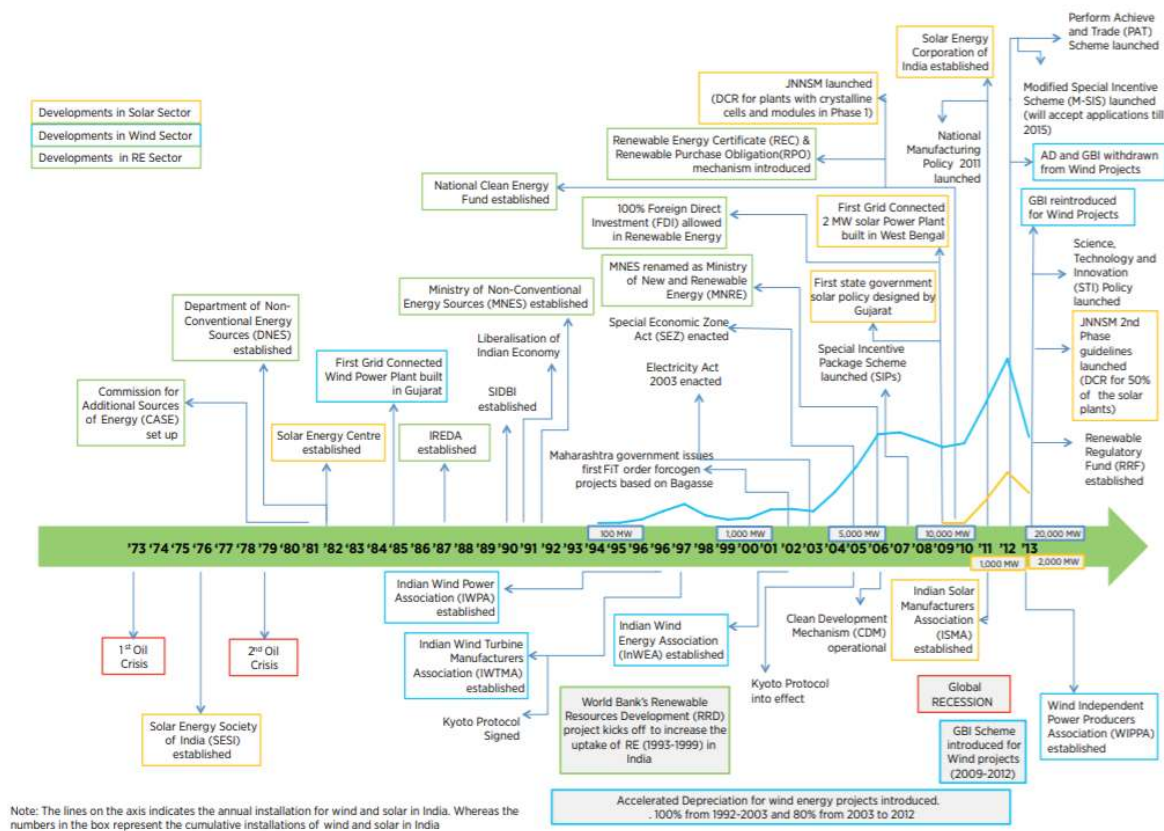 Developments in Solar Sector
Developments in Wind Sector
Developments in RE Sector
Perform Achieve
and Trade (PAT)
Scheme launched
Solar Energy
Corporation of
India established
JNNSM launched
(DCR for plants with crystalline
cells and modules in Phase 1)
Modified Special Incentive
Scheme (M-SIS) launched
(will accept applications till
2015)
National
Manufacturing
Policy 2011
launched
Renewable Energy Certificate (REC) &
Renewable Purchase Obligation(RPO)
mechanism introduced
AD and GBI withdrawn
from Wind Projects
National Clean Energy
Fund established
GBI reintroduced
for Wind Projects
100% Foreign Direct
Investment (FDI) allowed
in Renewable Energy
First Grid Connected
2 MW solar Power Plant
built in West Bengal
Science,
Technology and
Innovation
(STI) Policy
launched
MNES renamed as Ministry
of New and Renewable
Energy (MNRE)
Ministry of Non-Conventional
Energy Sources (MNES) established
First state government
solar policy designed by
Gujarat
Department of Non-
Conventional Energy
Sources (DNES)
established
Special Economic Zone
Act (SEZ) enacted
JNNSM 2nd
Phase
guidelines
launched
(DCR for 50%
of the solar
plants)
Liberalisation
of Indian Economy
Special Incentive
Package Scheme
launched (SIPs)
First Grid Connected
Wind Power Plant built
in Gujarat
Electricity Act
2003 enacted
Commission for
Additional Sources
of Energy (CASE)
set up
SIDBI
established
Solar Energy Centre
established
IREDA
established
Renewable
Regulatory
Fund (RRF)
established
Maharashtra government issues
first FiT order forcogen
projects based on Bagasse
100 MW
1,000 MW
5,000 MW
10,000 MW
20,000 MW
'73 '74 '75 '76 '77 '78 '79 '80 '81 '82 '83 '84 '85 '86 '87 '88 '89 '90 '91 '92 '93 '94 '95 '96 '96 '97 '98 '99 '00 '01 '02 '03 '04 '05 '06 '07 '08 '09 '10 '11 '12 '13
1,000 MW
2,000 MW
Indian Wind Power
Association (IWPA)
established
Indian Solar
Manufacturers
Association
(ISMA)
established
Clean Development
Mechanism (CDM)
operational
Indian Wind
Energy Association
(InWEA) established
1st Oil
Crisis
2nd Oil
Crisis
Indian Wind Turbine
Manufacturers
Association (IWTMA)
established
Kyoto Protocol
into effect
Global
RECESSION
World Bank's Renewable
Resources Development (RRD)
project kicks off to increase the
uptake of RE (1993-1999) in
India
Wind Independent
Power Producers
Association (WIPPA)
established
Solar Energy Society
of India (SESI)
established
Kyoto Protocol
Signed
GBI Scheme
introduced for
Wind projects
(2009-2012)
Accelerated Depreciation for wind energy projects introduced.
. 100% from 1992-2003 and 80% from 2003 to 2012
Note: The lines on the axis indicates the annual installation for wind and solar in India. Whereas the
numbers in the box represent the cumulative installations of wind and solar in India